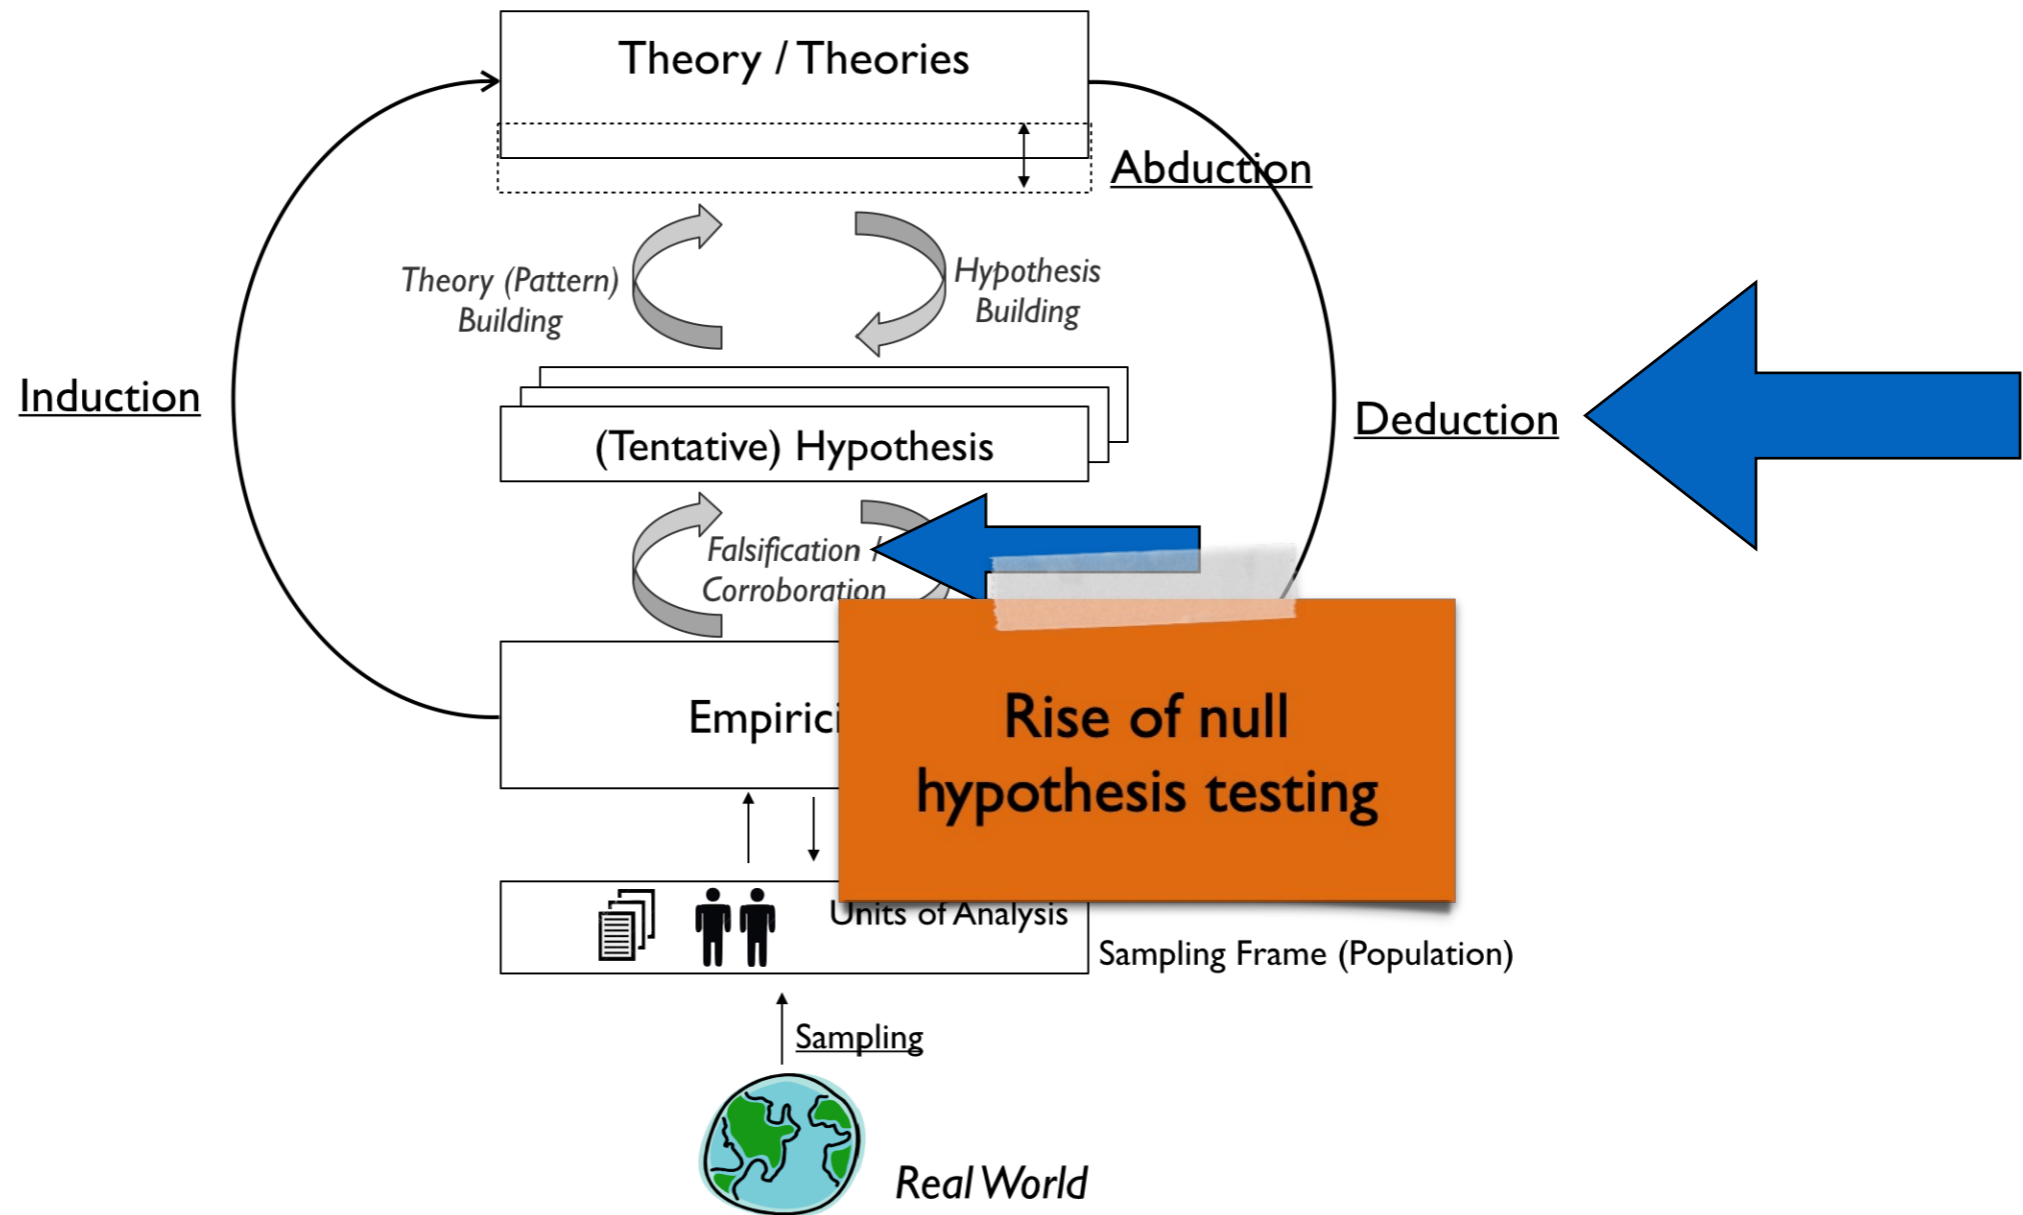 Theory / Theories
Abduction
Theory (Pattern)
Building
Hypothesis
Building
Induction
Deduction
(Tentative) Hypothesis
Falsification /
Corroboration
Rise of null
hypothesis testing
Units of Analysis
Sampling Frame (Population)
Sampling
Real World